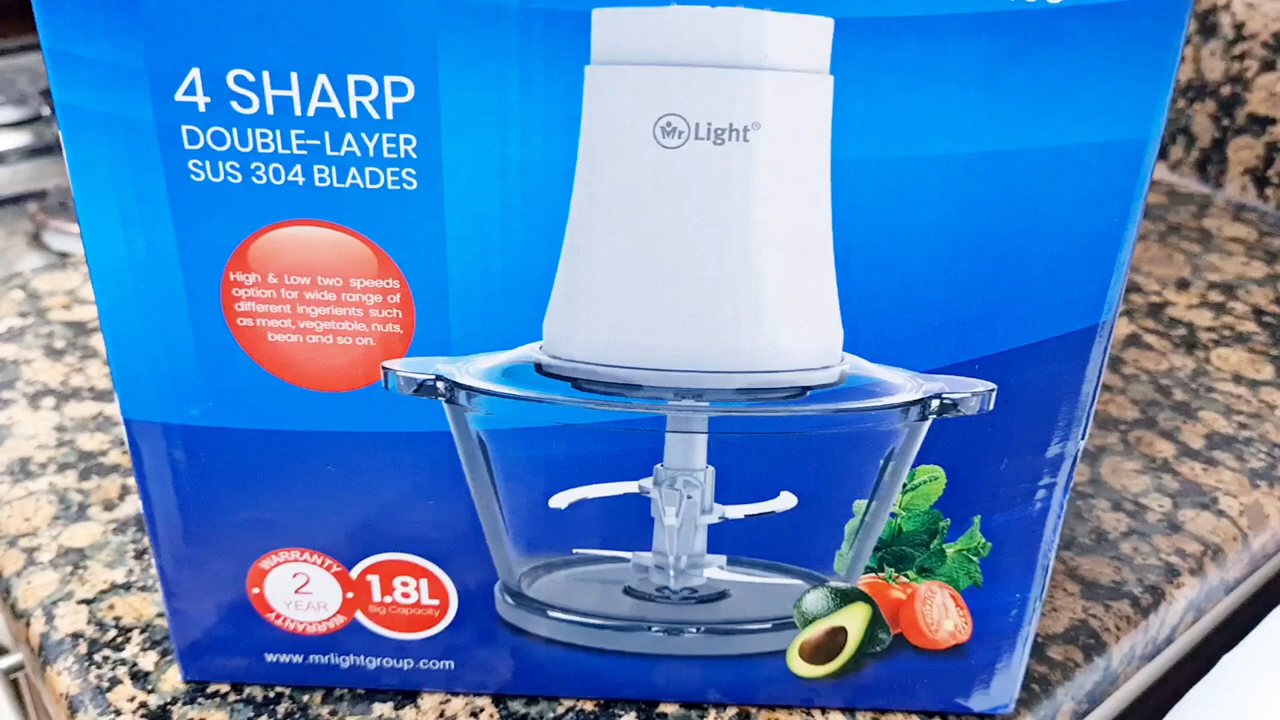 4 SHARP
DOUBLE-LAYER
SUS 304 BLADES
Mr Light®
High & Low two speeds
option for wide range of
different ingerients such
as meat, vegetable, nuts,
bean and so on.
WARRANTY
2
YEAR
WARRANTY
1.8L
Big Capacity
www.mrlightgroup.com